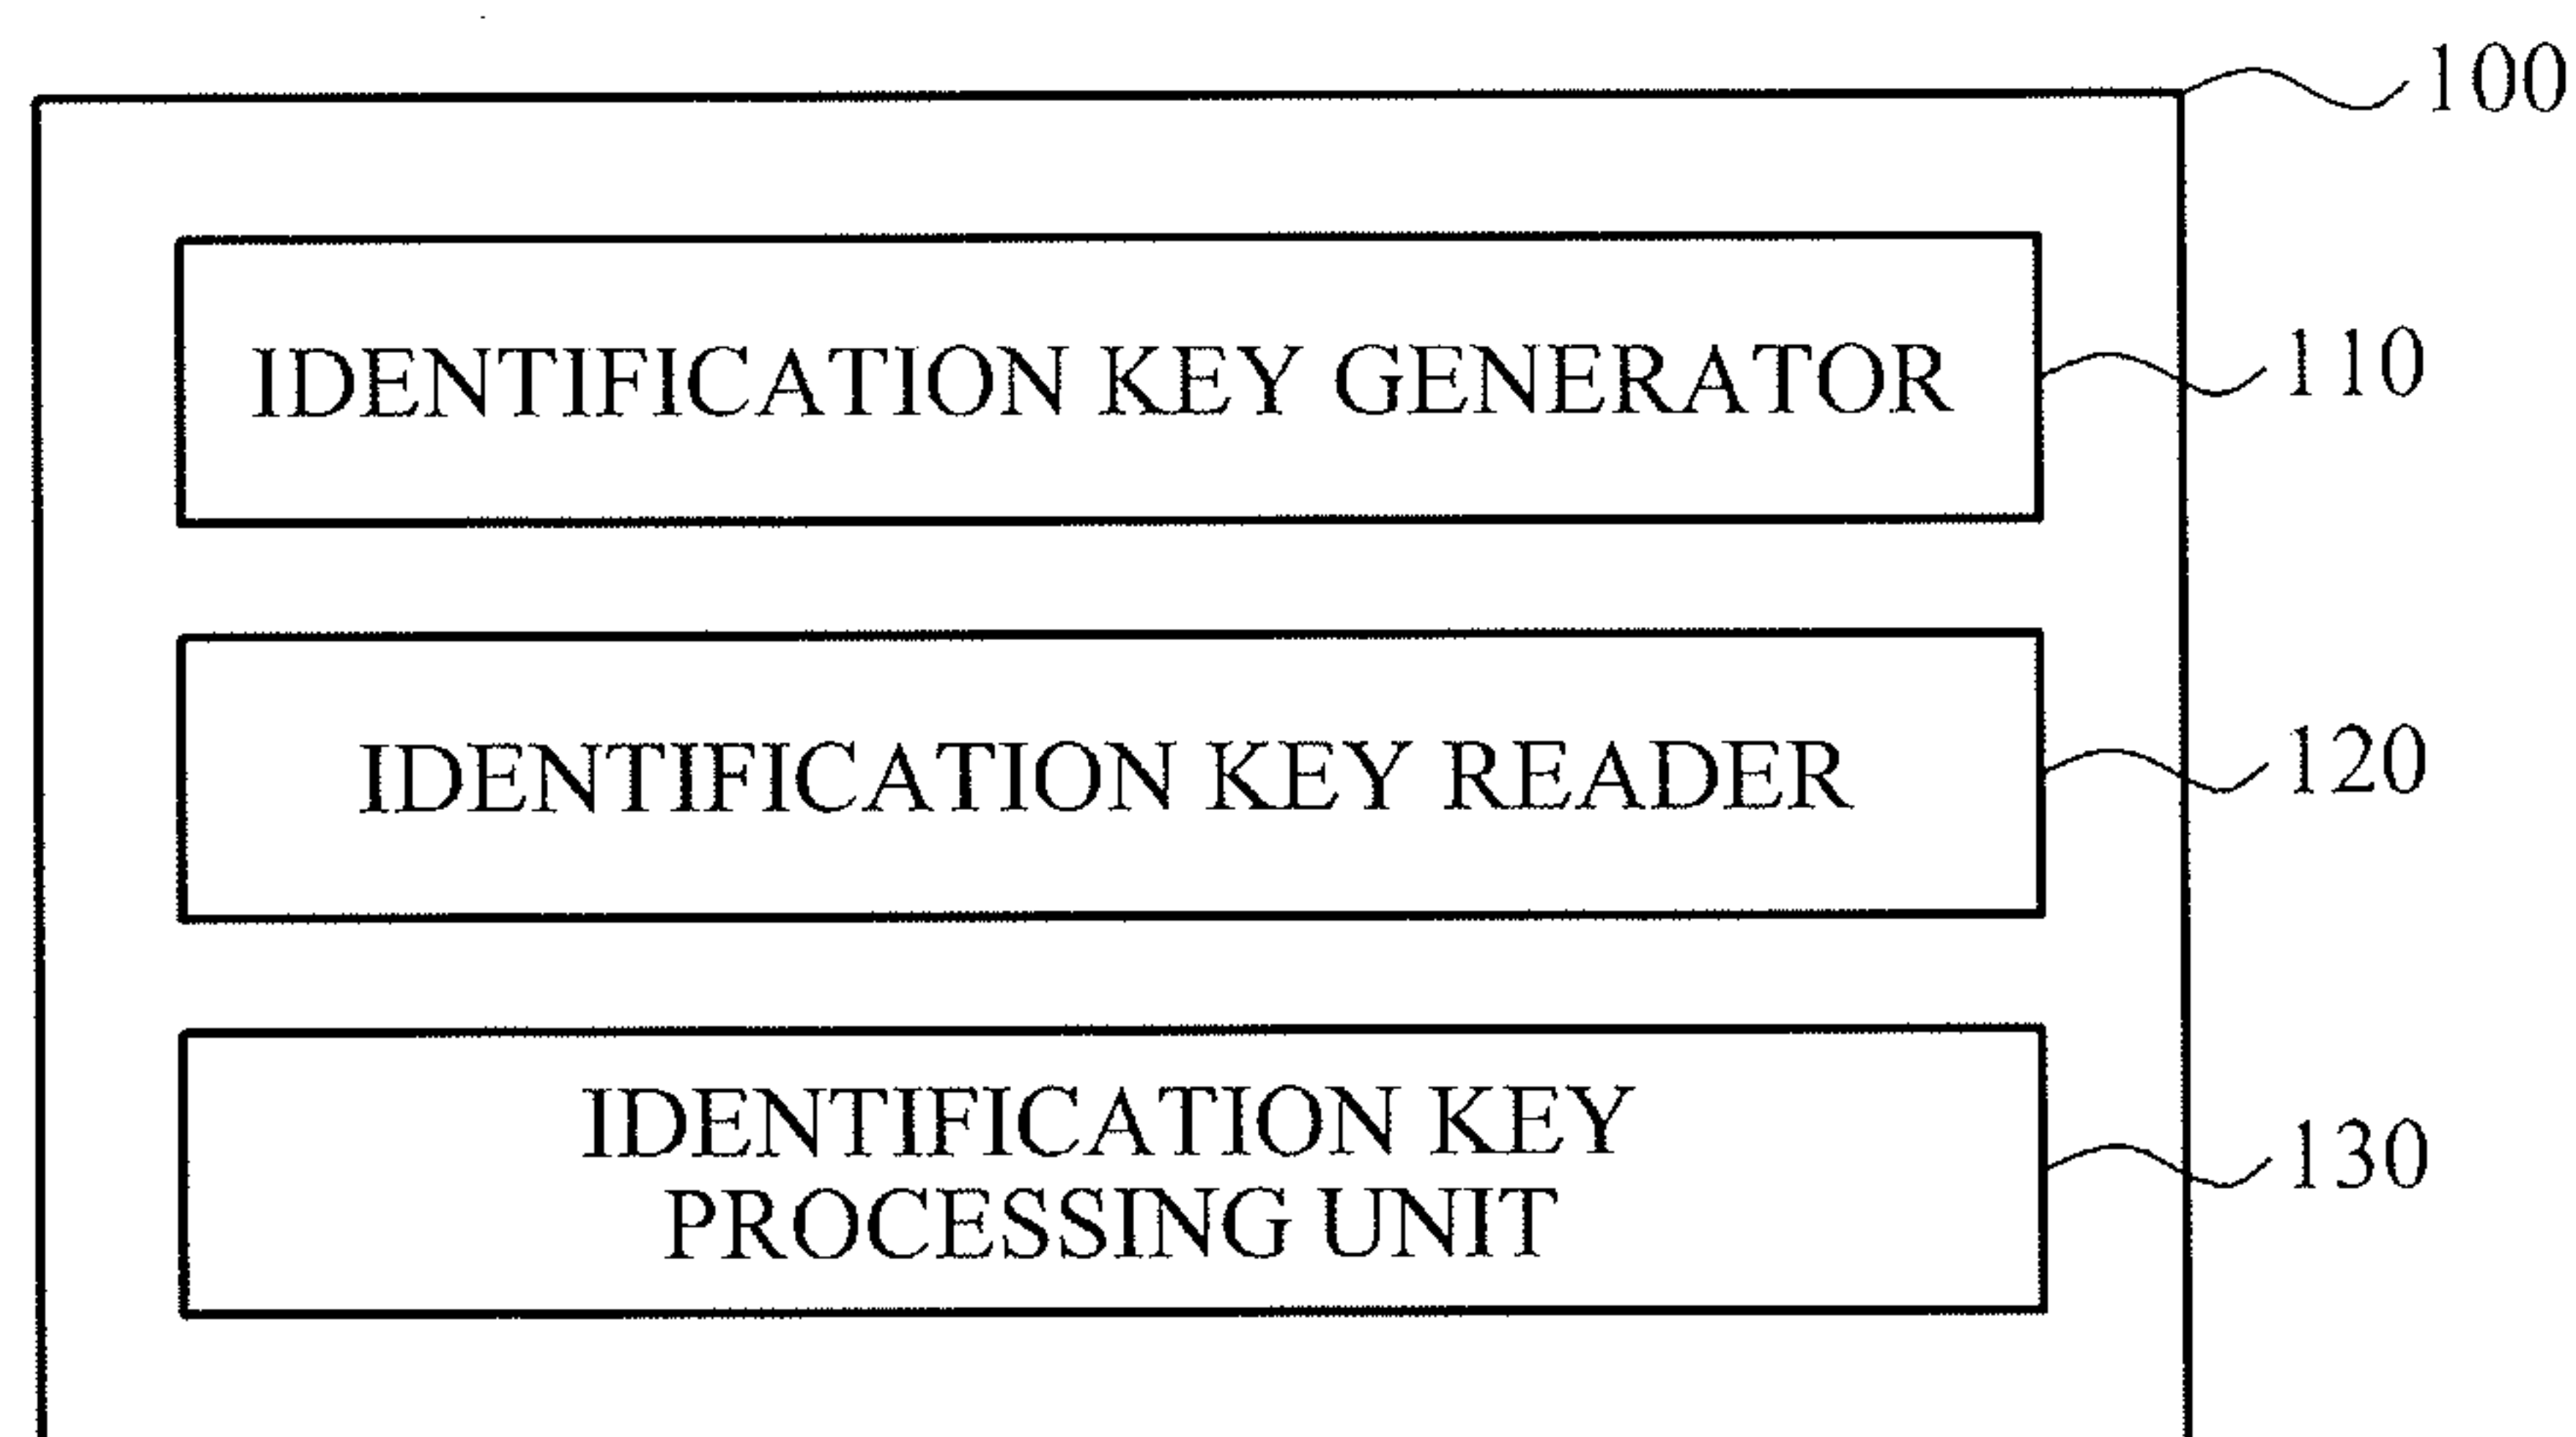 100
IDENTIFICATION KEY GENERATOR
110
IDENTIFICATION KEY READER
120
IDENTIFICATION KEY
PROCESSING UNIT
130